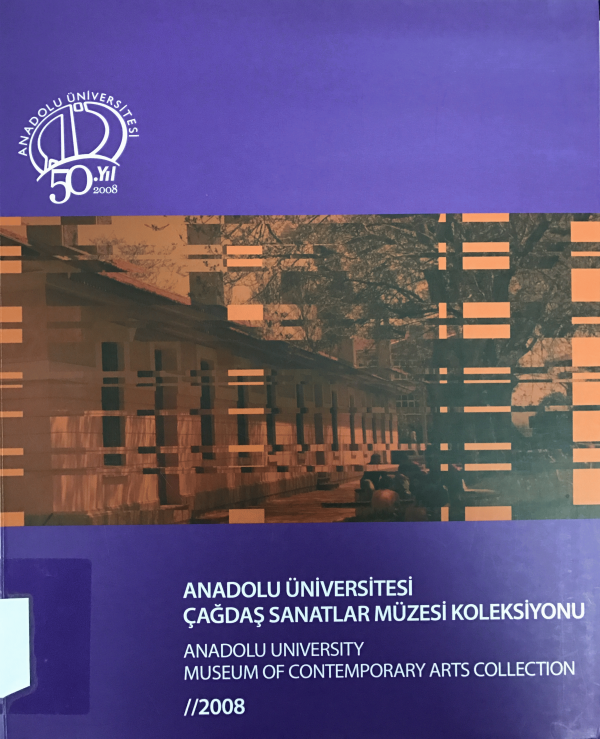 ANADOLU ÜNİVERSİTESİ
50.Yıl
2008
ANADOLU ÜNİVERSİTESİ
ÇAĞDAŞ SANATLAR MÜZESİ KOLEKSİYONU
ANADOLU UNIVERSITY
MUSEUM OF CONTEMPORARY ARTS COLLECTION
//2008